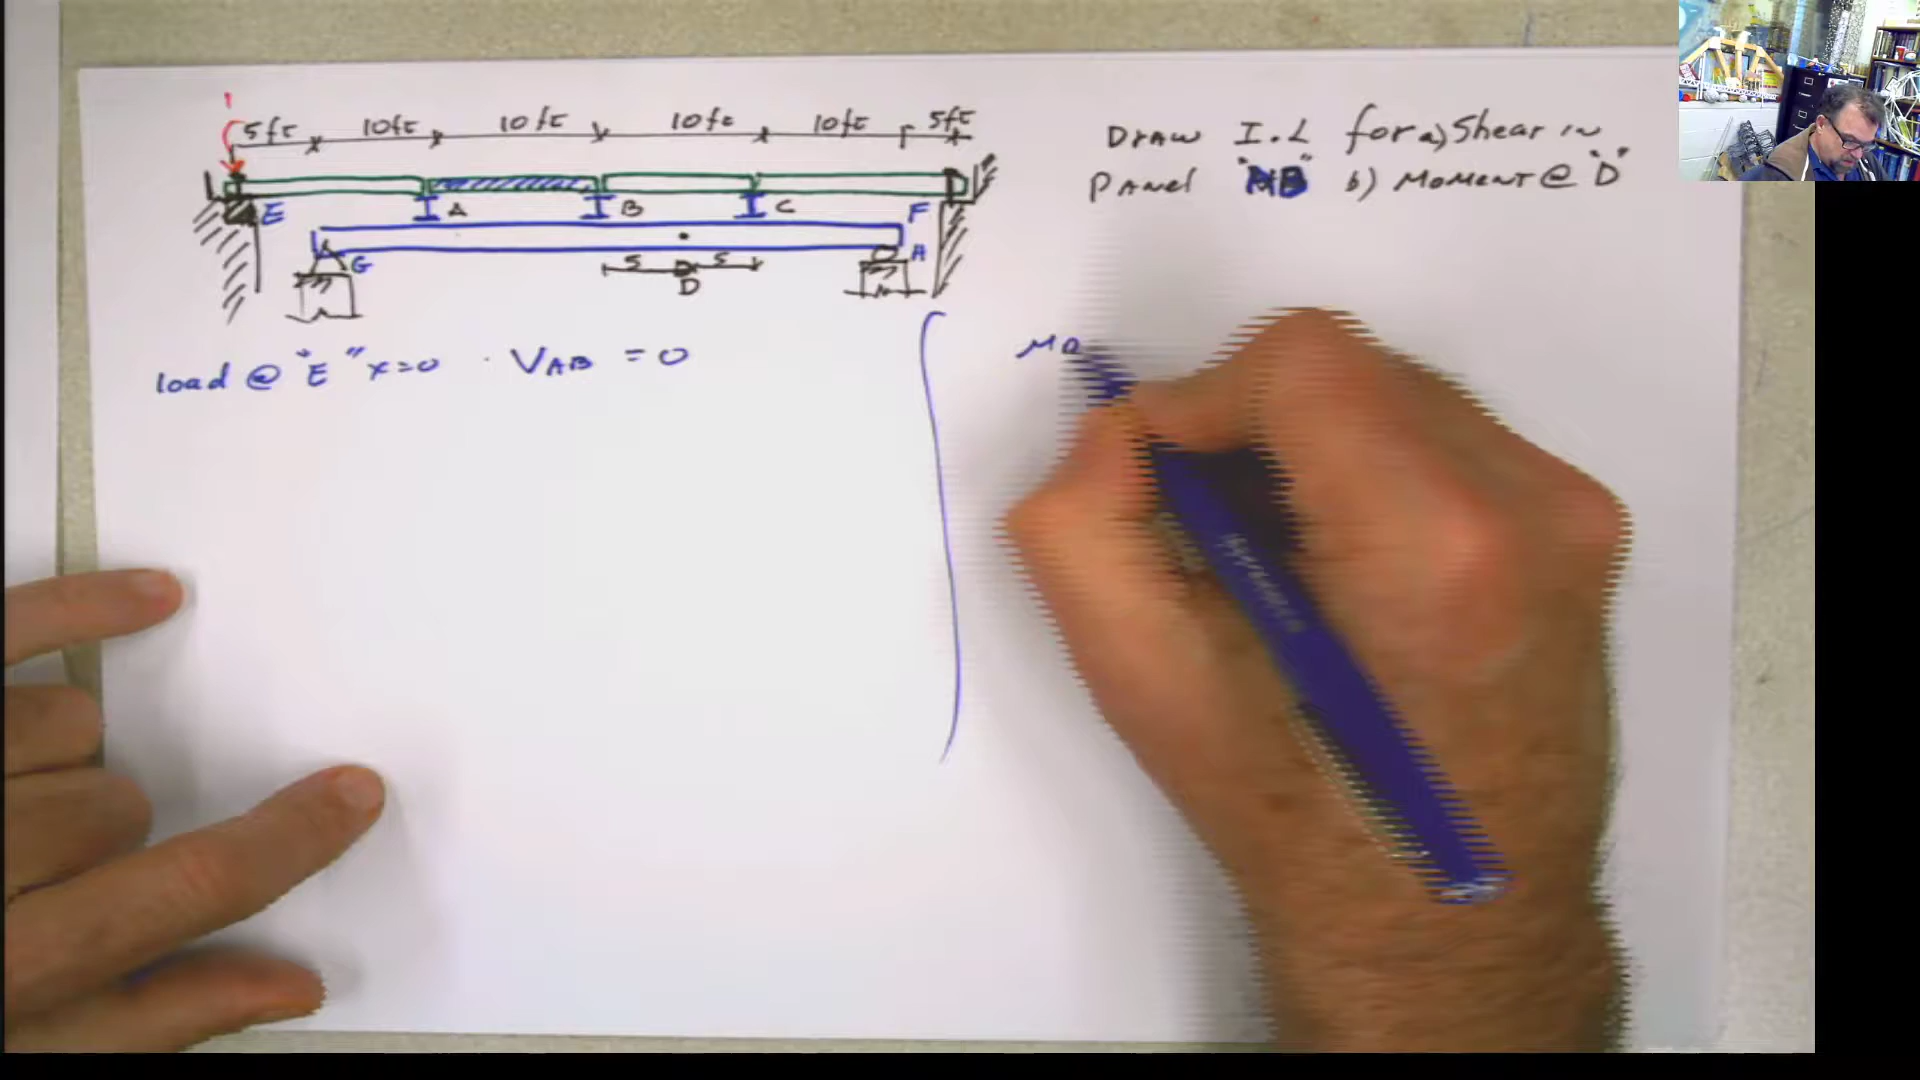 5ft 10ft 10ft 10ft 10ft 5ft
Draw I.L for a) Shear in
Panel "AB" b) Moment @ "D"
E A B C F
G 5 5 A
D
load @ "E" x=0 . VAB = 0
Mo